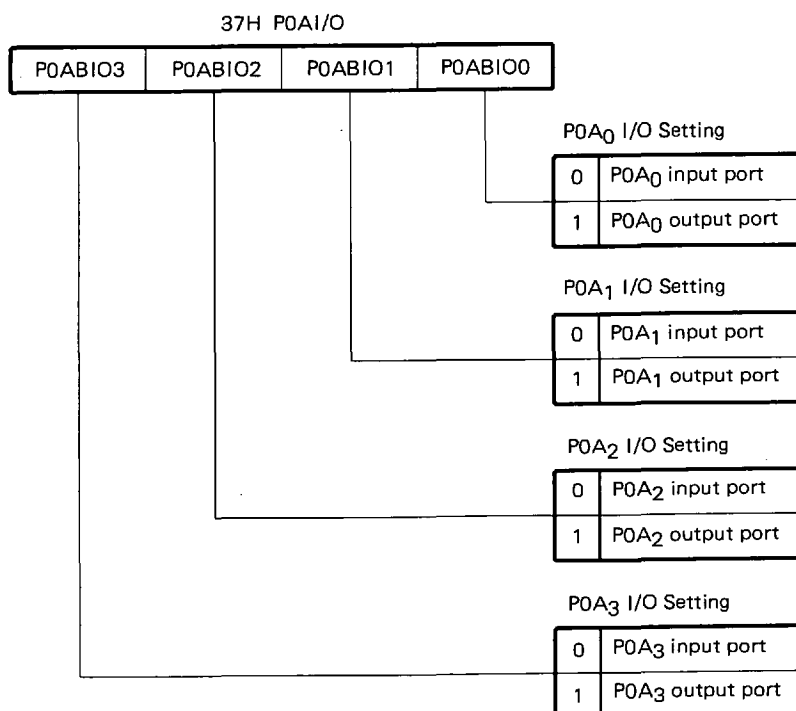 37H P0AI/O
P0ABIO3 P0ABIO2 P0ABIO1 P0ABIO0
P0A0 I/O Setting
0 P0A0 input port
1 P0A0 output port
P0A1 I/O Setting
0 P0A1 input port
1 P0A1 output port
P0A2 I/O Setting
0 P0A2 input port
1 P0A2 output port
P0A3 I/O Setting
0 P0A3 input port
1 P0A3 output port